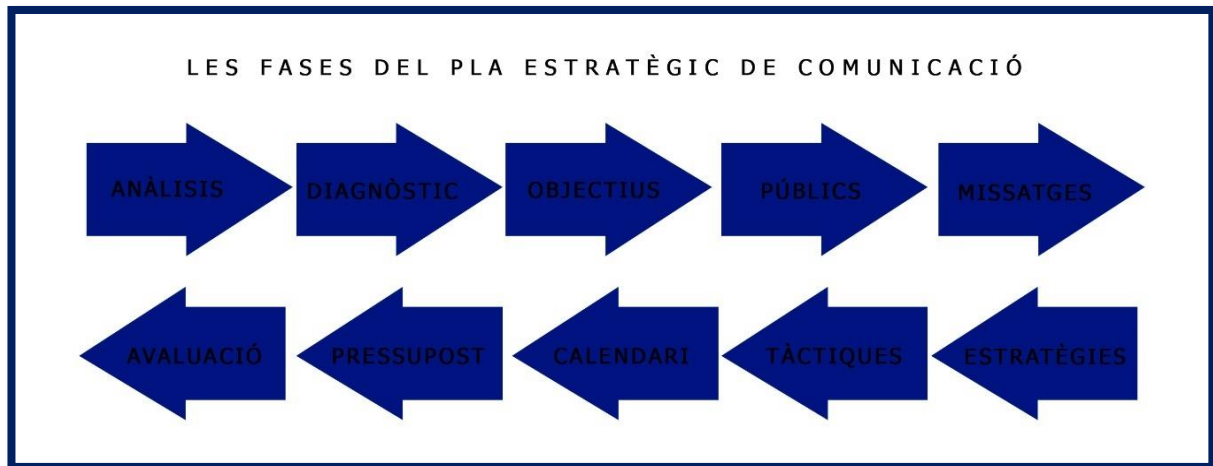 LES FASES DEL PLA ESTRATÈGIC DE COMUNICACIÓ
ANÀLISIS
DIAGNÒSTIC
OBJECTIUS
PÚBLICS
MISSATGES
ESTRATÈGIES
TÀCTIQUES
CALENDARI
PRESSUPOST
AVALUACIÓ